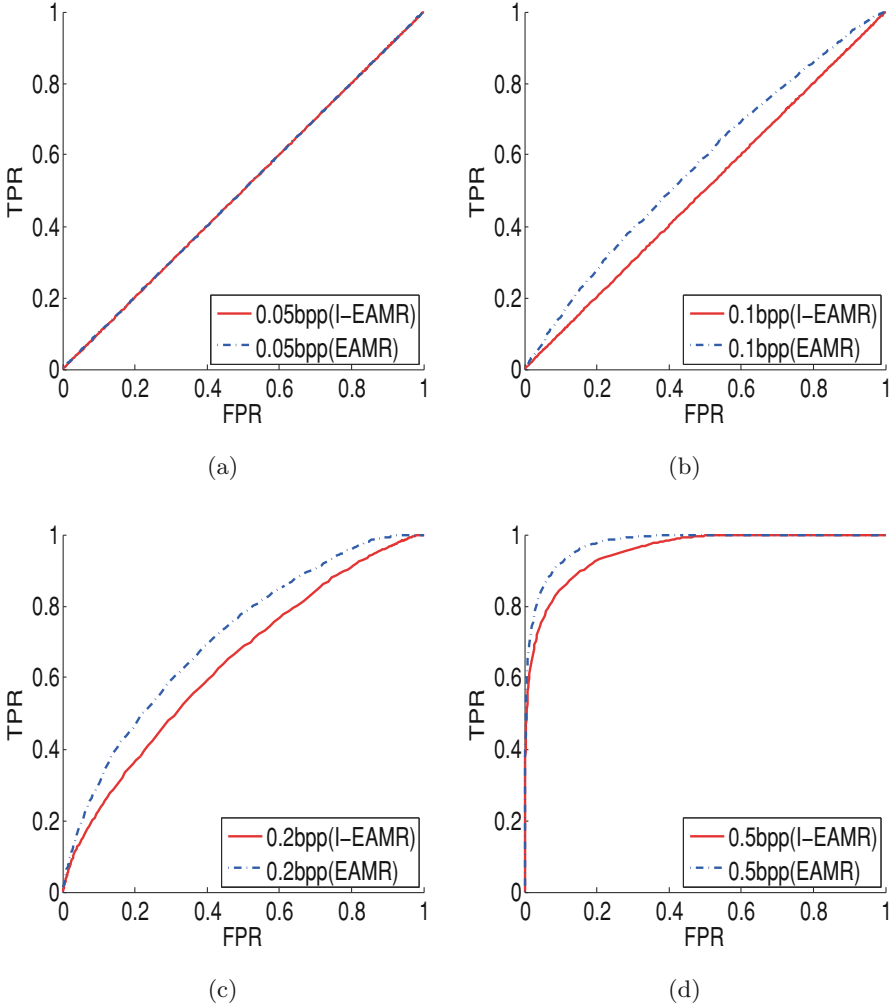 1
0.8
0.6
TPR
0.4
0.2
0
0.05bpp(I-EAMR)
0.05bpp(EAMR)
0 0.2 0.4 0.6 0.8 1
FPR
(a)
1
0.8
0.6
TPR
0.4
0.2
0
0.1bpp(I-EAMR)
0.1bpp(EAMR)
0 0.2 0.4 0.6 0.8 1
FPR
(b)
1
0.8
0.6
TPR
0.4
0.2
0
0.2bpp(I-EAMR)
0.2bpp(EAMR)
0 0.2 0.4 0.6 0.8 1
FPR
(c)
1
0.8
0.6
TPR
0.4
0.2
0
0.5bpp(I-EAMR)
0.5bpp(EAMR)
0 0.2 0.4 0.6 0.8 1
FPR
(d)